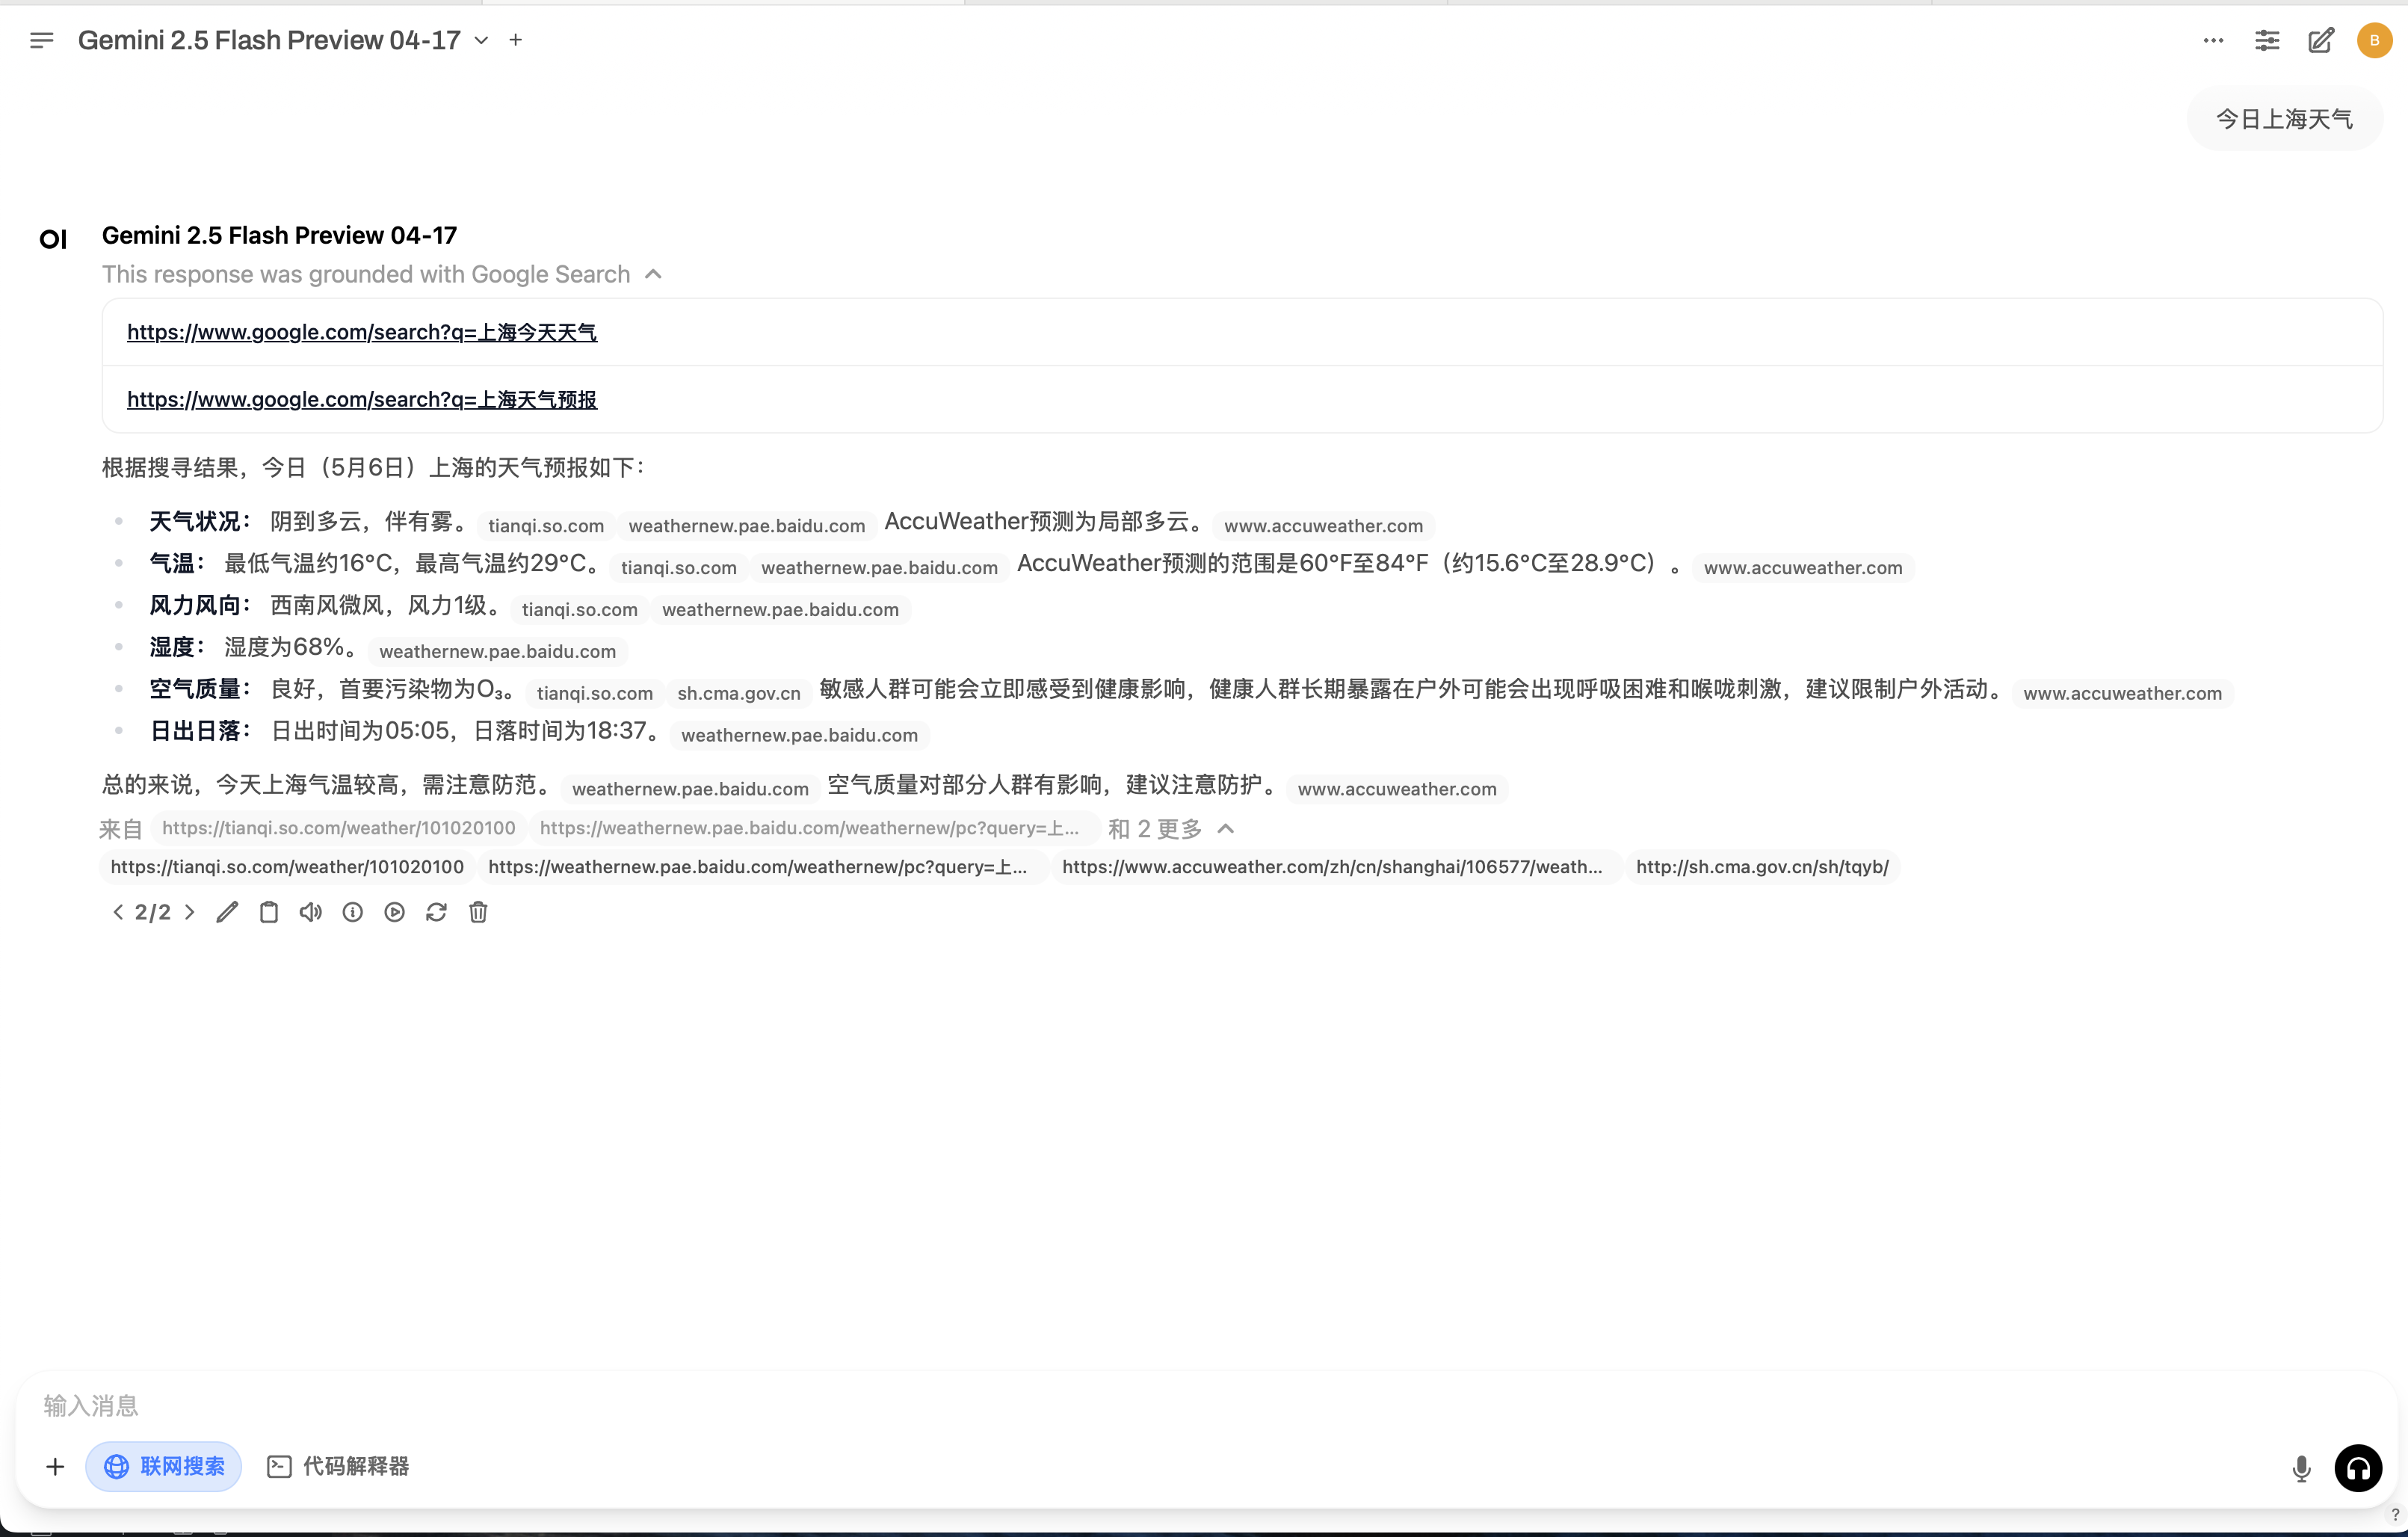 Gemini 2.5 Flash Preview 04-17
B
今日上海天气
OI Gemini 2.5 Flash Preview 04-17
This response was grounded with Google Search
https://www.google.com/search?q=上海今天天气
https://www.google.com/search?q=上海天气预报
根据搜寻结果，今日（5月6日）上海的天气预报如下：
天气状况： 阴到多云，伴有雾。 tianqi.so.com weathernew.pae.baidu.com AccuWeather预测为局部多云。 www.accuweather.com
气温： 最低气温约16°C，最高气温约29°C。 tianqi.so.com weathernew.pae.baidu.com AccuWeather预测的范围是60°F至84°F（约15.6°C至28.9°C）。 www.accuweather.com
风力风向： 西南风微风，风力1级。 tianqi.so.com weathernew.pae.baidu.com
湿度： 湿度为68%。 weathernew.pae.baidu.com
空气质量： 良好，首要污染物为O₃。 tianqi.so.com sh.cma.gov.cn 敏感人群可能会立即感受到健康影响，健康人群长期暴露在户外可能会出现呼吸困难和喉咙刺激，建议限制户外活动。 www.accuweather.com
日出日落： 日出时间为05:05，日落时间为18:37。 weathernew.pae.baidu.com
总的来说，今天上海气温较高，需注意防范。 weathernew.pae.baidu.com 空气质量对部分人群有影响，建议注意防护。 www.accuweather.com
来自 https://tianqi.so.com/weather/101020100 https://weathernew.pae.baidu.com/weathernew/pc?query=上... 和 2 更多
https://tianqi.so.com/weather/101020100 https://weathernew.pae.baidu.com/weathernew/pc?query=上... https://www.accuweather.com/zh/cn/shanghai/106577/weath... http://sh.cma.gov.cn/sh/tqyb/
2/2
输入消息
联网搜索 代码解释器
?